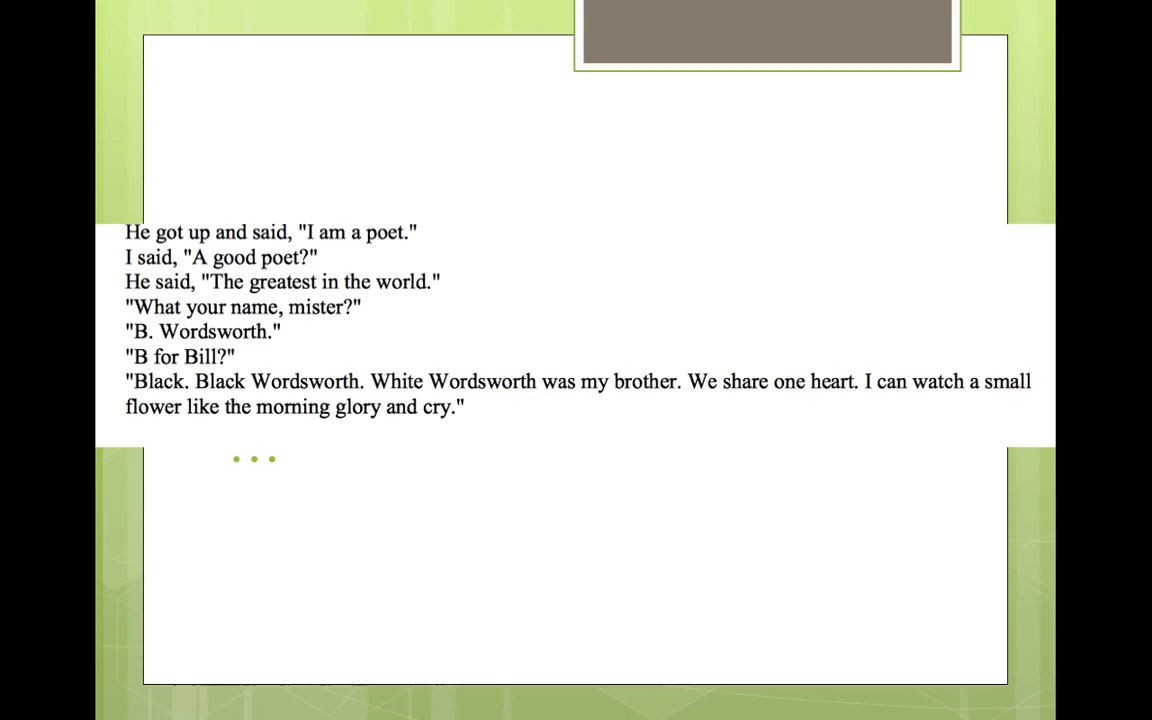 He got up and said, "I am a poet."
I said, "A good poet?"
He said, "The greatest in the world."
"What your name, mister?"
"B. Wordsworth."
"B for Bill?"
"Black. Black Wordsworth. White Wordsworth was my brother. We share one heart. I can watch a small
flower like the morning glory and cry."